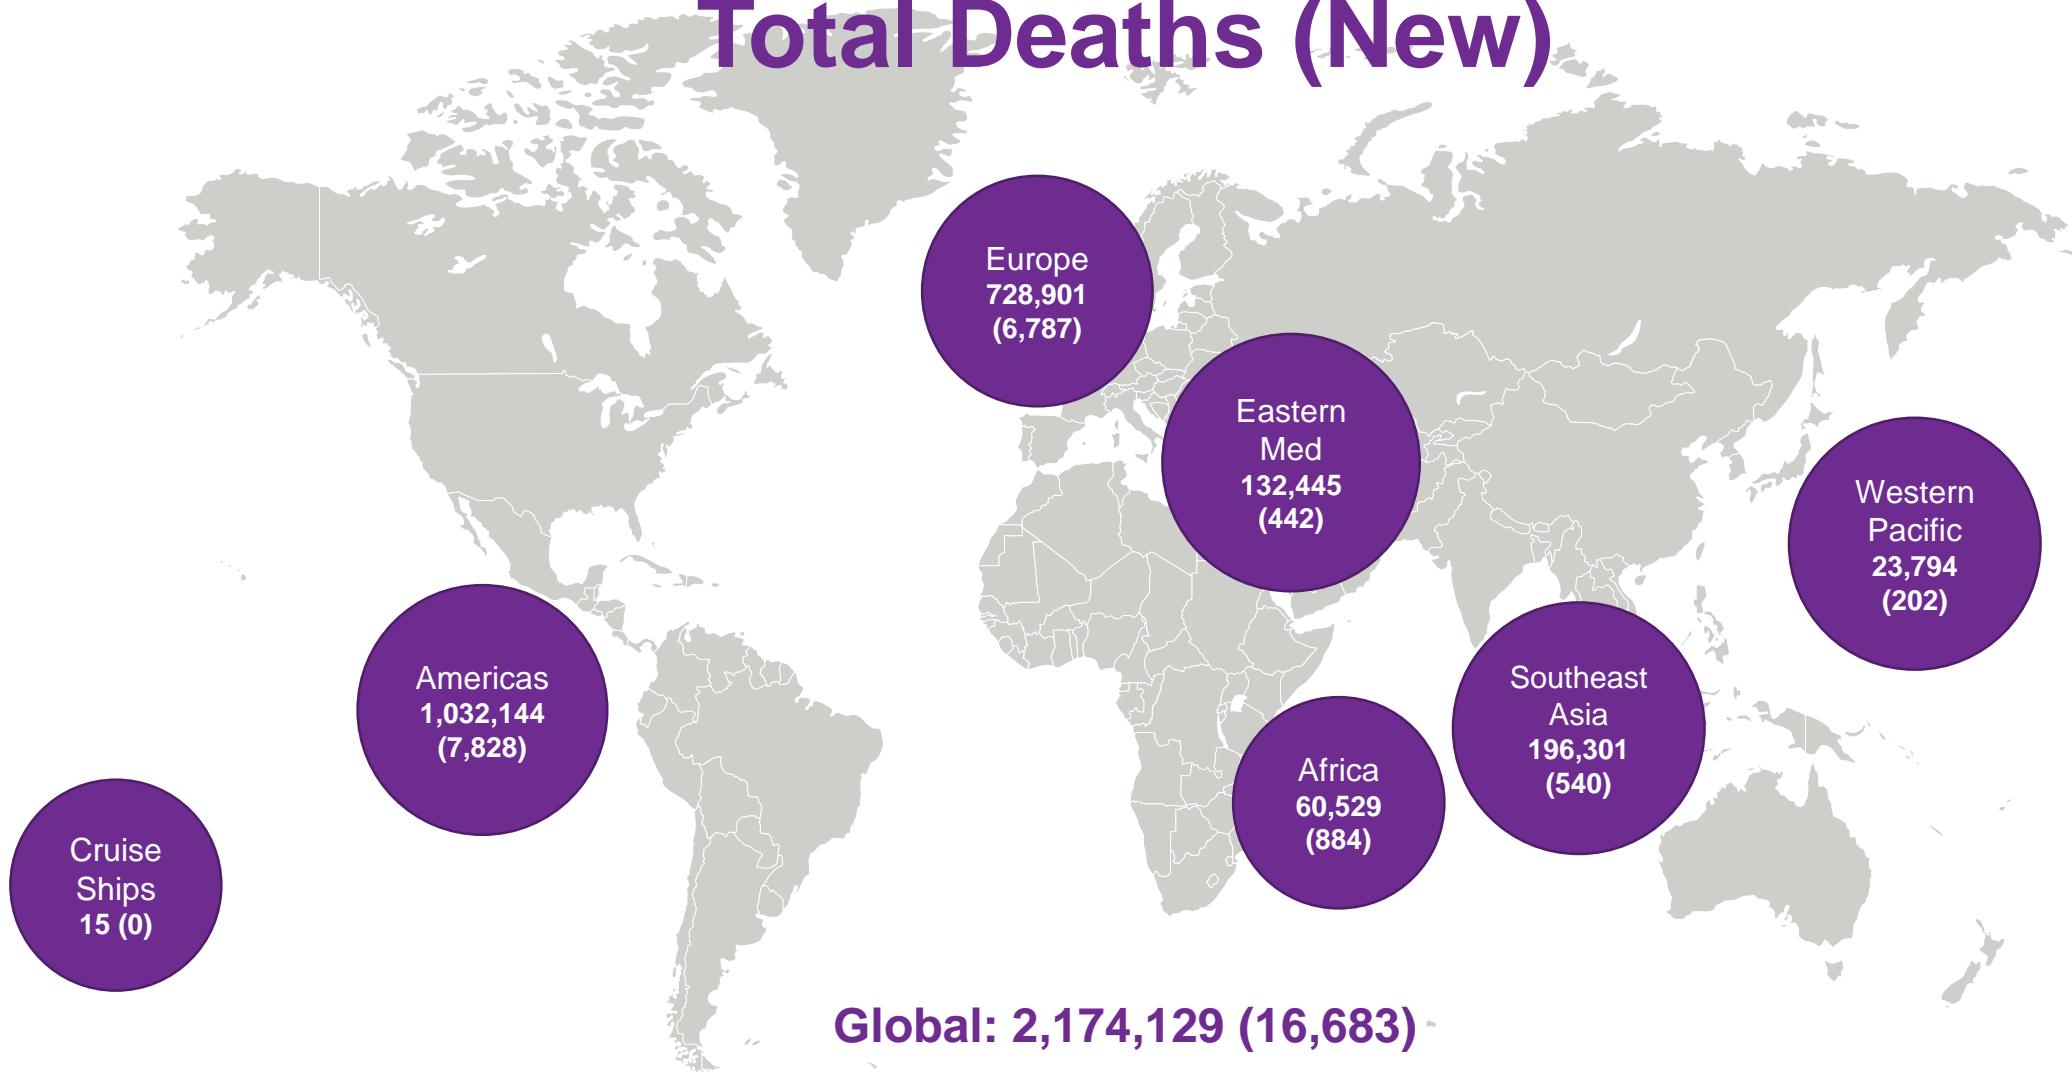 Total Deaths (New)
Europe
728,901
(6,787)
Eastern
Med
132,445
(442)
Western
Pacific
23,794
(202)
Americas
1,032,144
(7,828)
Southeast
Asia
196,301
(540)
Africa
60,529
(884)
Cruise
Ships
15 (0)
Global: 2,174,129 (16,683)